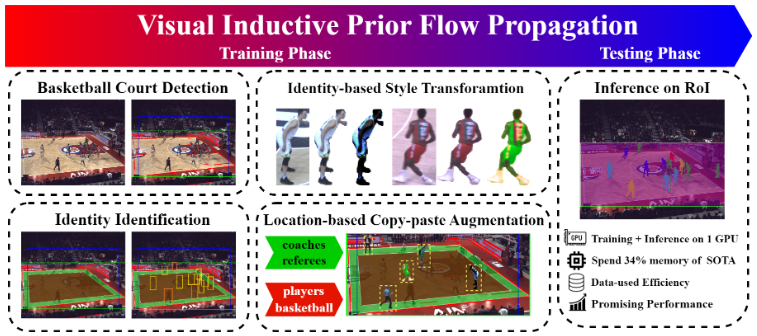 Visual Inductive Prior Flow Propagation
Training Phase
Testing Phase
Basketball Court Detection
Identity-based Style Transforamtion
Inference on RoI
Identity Identification
Location-based Copy-paste Augmentation
coaches
referees
players
basketball
GPU
Training + Inference on 1 GPU
Spend 34% memory of SOTA
Data-used Efficiency
Promising Performance